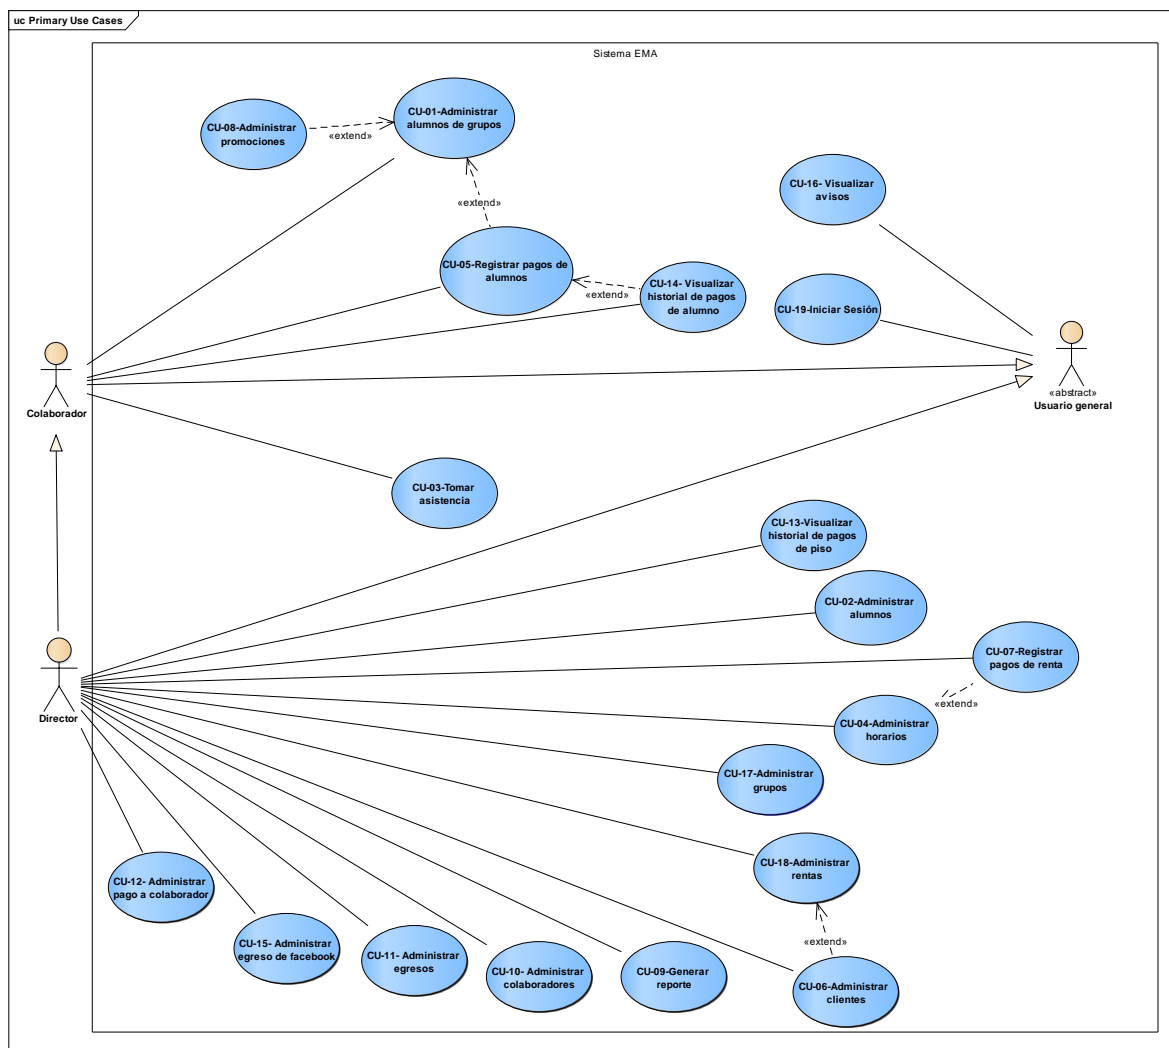 uc Primary Use Cases
Sistema EMA
CU-01-Administrar
alumnos de grupos
CU-08-Administrar
promociones
«extend»
«extend»
CU-16- Visualizar
avisos
CU-05-Registrar pagos de
alumnos
CU-14- Visualizar
historial de pagos
de alumno
«extend»
CU-19-Iniciar Sesión
Colaborador
«abstract»
Usuario general
CU-03-Tomar
asistencia
CU-13-Visualizar
historial de pagos
de piso
CU-02-Administrar
alumnos
CU-07-Registrar
pagos de renta
«extend»
Director
CU-04-Administrar
horarios
CU-17-Administrar
grupos
CU-18-Administrar
rentas
CU-12- Administrar
pago a colaborador
«extend»
CU-15- Administrar
egreso de facebook
CU-11- Administrar
egresos
CU-10- Administrar
colaboradores
CU-09-Generar
reporte
CU-06-Administrar
clientes